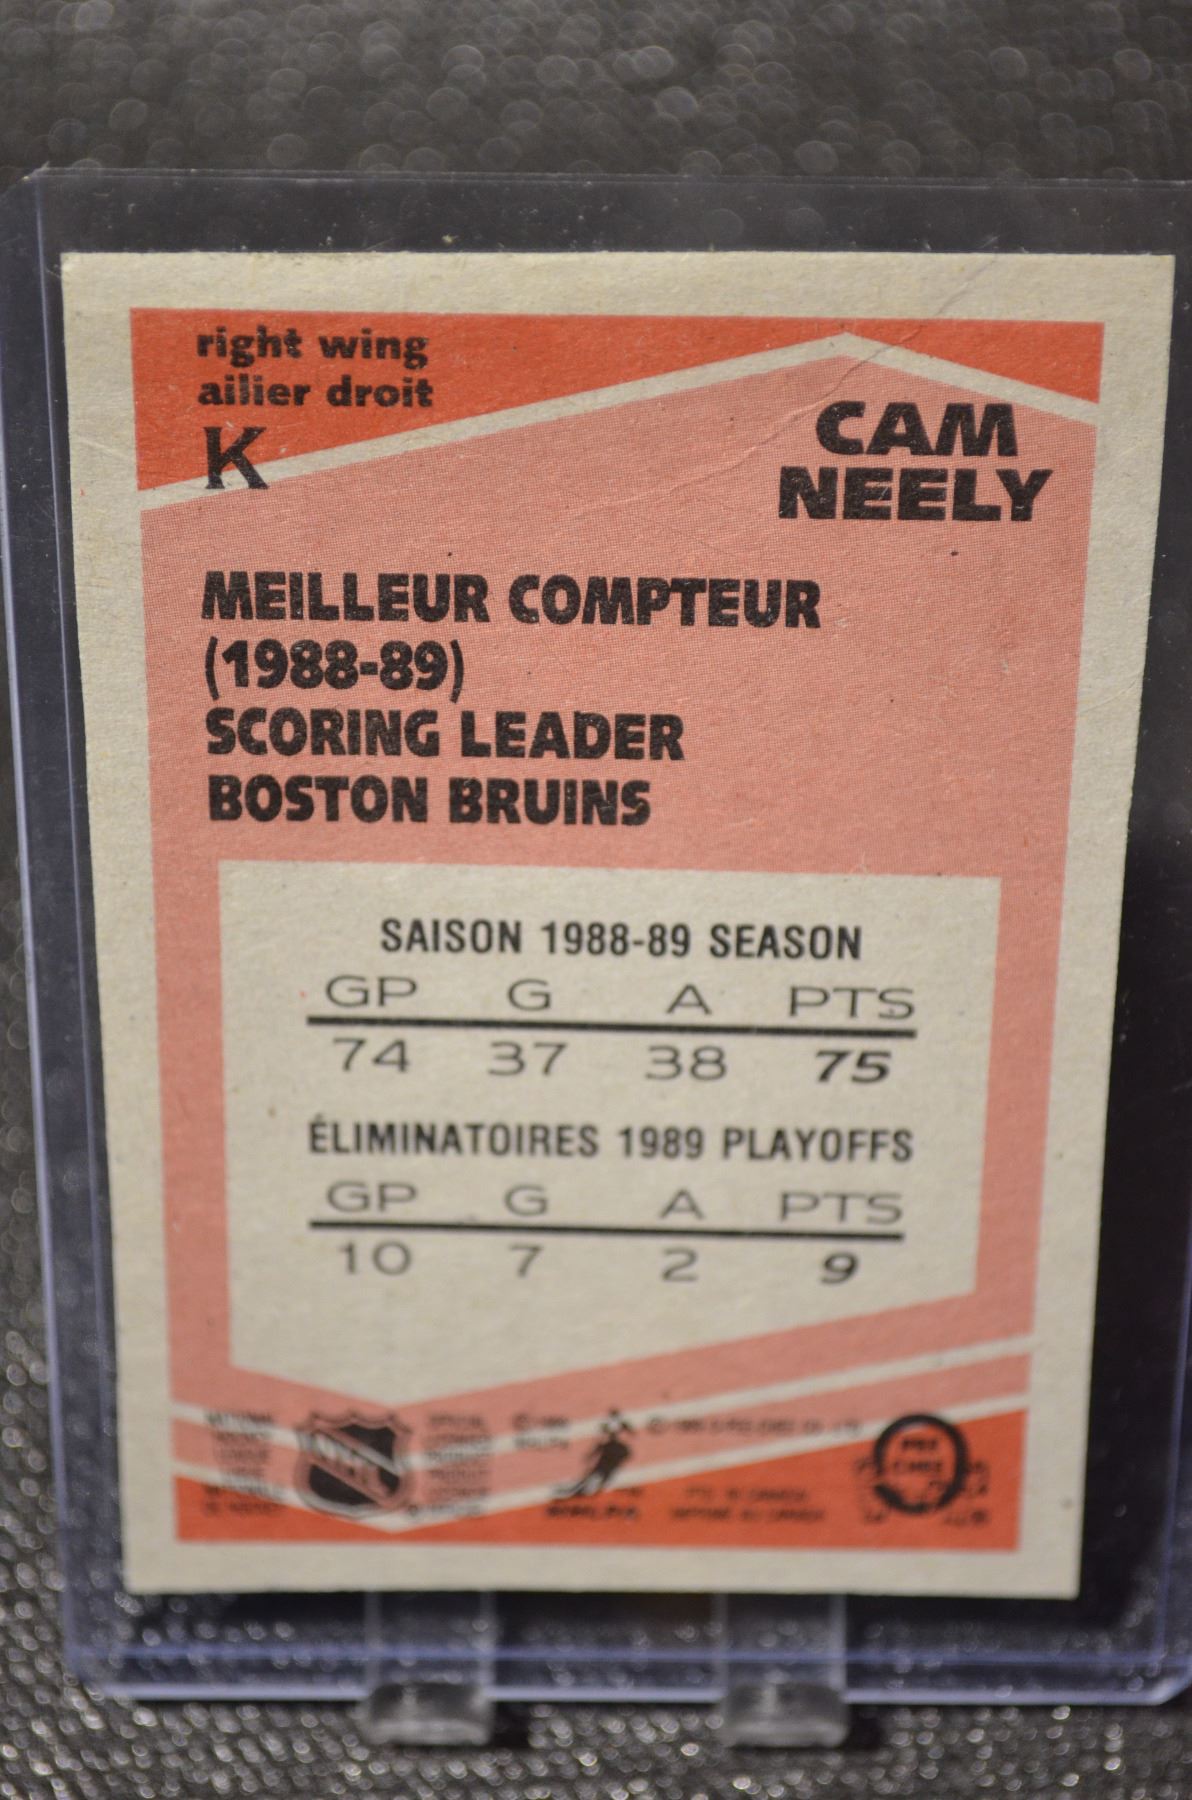 right wing
ailier droit
K
CAM
NEELY
MEILLEUR COMPTEUR
(1988-89)
SCORING LEADER
BOSTON BRUINS
SAISON 1988-89 SEASON
GP G A PTS
74 37 38 75
ÉLIMINATOIRES 1989 PLAYOFFS
GP G A PTS
10 7 2 9
NHL